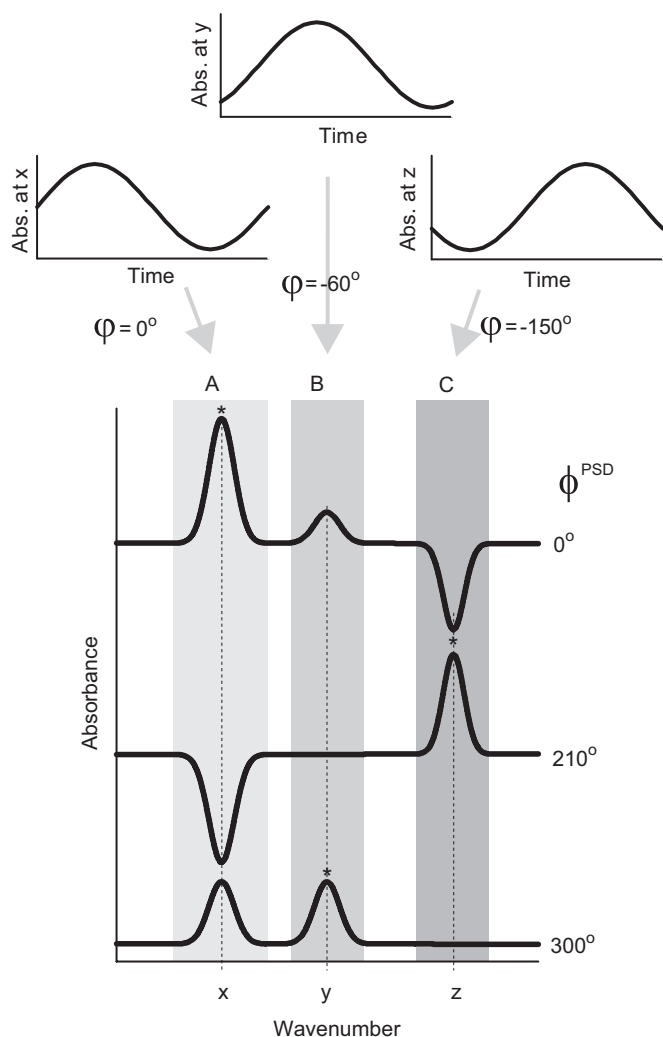 Abs. at y
Time
Abs. at x
Time
Abs. at z
Time
φ = 0°
φ = -60°
φ = -150°
A B C
*
ϕPSD
0°
*
210°
*
300°
Absorbance
x y z
Wavenumber